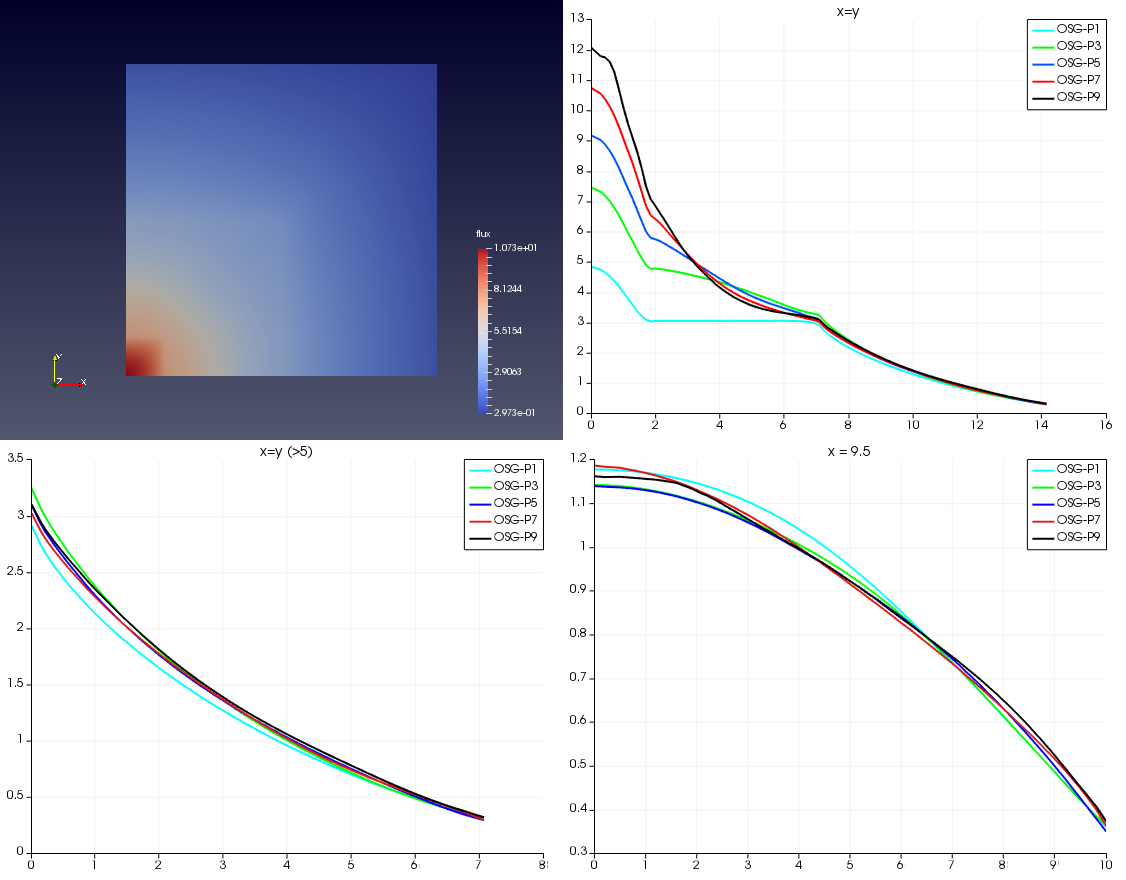 flux
1.073e+01
8.1244
5.5154
2.9063
2.973e-01
Y
Z
X
x=y
13
12
11
10
9
8
7
6
5
4
3
2
1
0
0 2 4 6 8 10 12 14 16
OSG-P1
OSG-P3
OSG-P5
OSG-P7
OSG-P9
x=y (>5)
3.5
3
2.5
2
1.5
1
0.5
0
0 1 2 3 4 5 6 7 8
OSG-P1
OSG-P3
OSG-P5
OSG-P7
OSG-P9
x = 9.5
1.2
1.1
1
0.9
0.8
0.7
0.6
0.5
0.4
0.3
0 1 2 3 4 5 6 7 8 9 10
OSG-P1
OSG-P3
OSG-P5
OSG-P7
OSG-P9